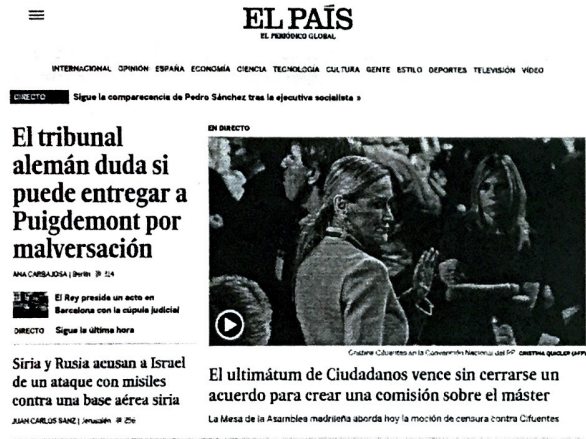 EL PAÍS
EL PERIÓDICO GLOBAL
INTERNACIONAL OPINIÓN ESPAÑA ECONOMÍA CIENCIA TECNOLOGÍA CULTURA GENTE ESTILO DEPORTES TELEVISIÓN VÍDEO
DIRECTO Sigue la comparecencia de Pedro Sánchez tras la ejecutiva socialista »
El tribunal
alemán duda si
puede entregar a
Puigdemont por
malversación
ANA CARBAJOSA | Berlín
El Rey preside un acto en
Barcelona con la cúpula judicial
DIRECTO Sigue la última hora
Siria y Rusia acusan a Israel
de un ataque con misiles
contra una base aérea siria
JUAN CARLOS SANZ | Jerusalén 256
EN DIRECTO
Cristina Cifuentes en la Convención Nacional del PP CRISTINA QUICLER (AFP)
El ultimátum de Ciudadanos vence sin cerrarse un
acuerdo para crear una comisión sobre el máster
La Mesa de la Asamblea madrileña aborda hoy la moción de censura contra Cifuentes